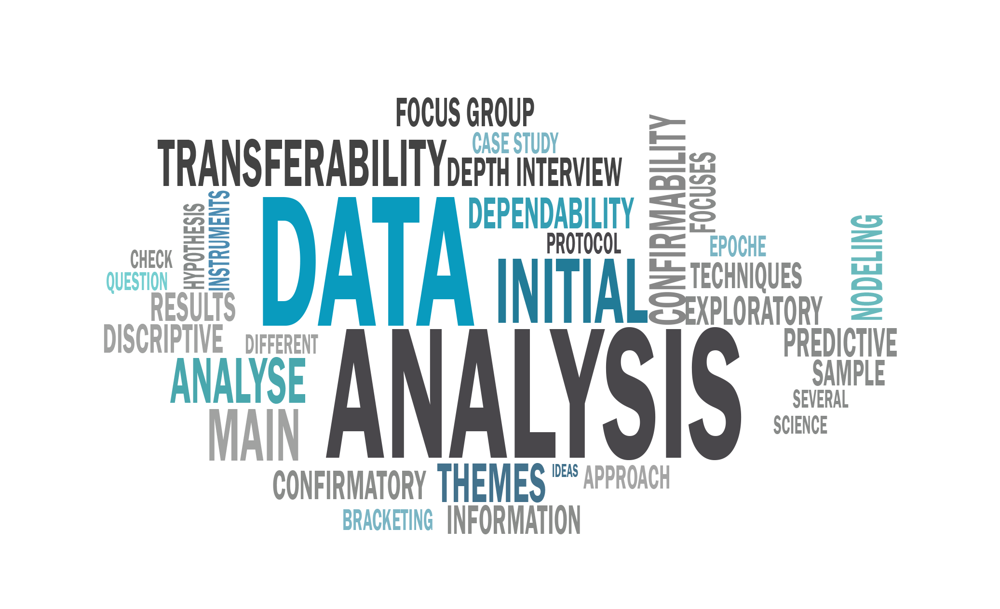 FOCUS GROUP
CASE STUDY
TRANSFERABILITY
DEPTH INTERVIEW
CONFIRMABILITY
FOCUSES
HYPOTHESIS
INSTRUMENTS
DATA
DEPENDABILITY
PROTOCOL
INITIAL
EPOCHE
TECHNIQUES
EXPLORATORY
NODELING
CHECK
QUESTION
RESULTS
DISCRIPTIVE
DIFFERENT
ANALYSE
MAIN
ANALYSIS
PREDICTIVE
SAMPLE
SEVERAL
SCIENCE
CONFIRMATORY
THEMES
IDEAS
APPROACH
BRACKETING
INFORMATION